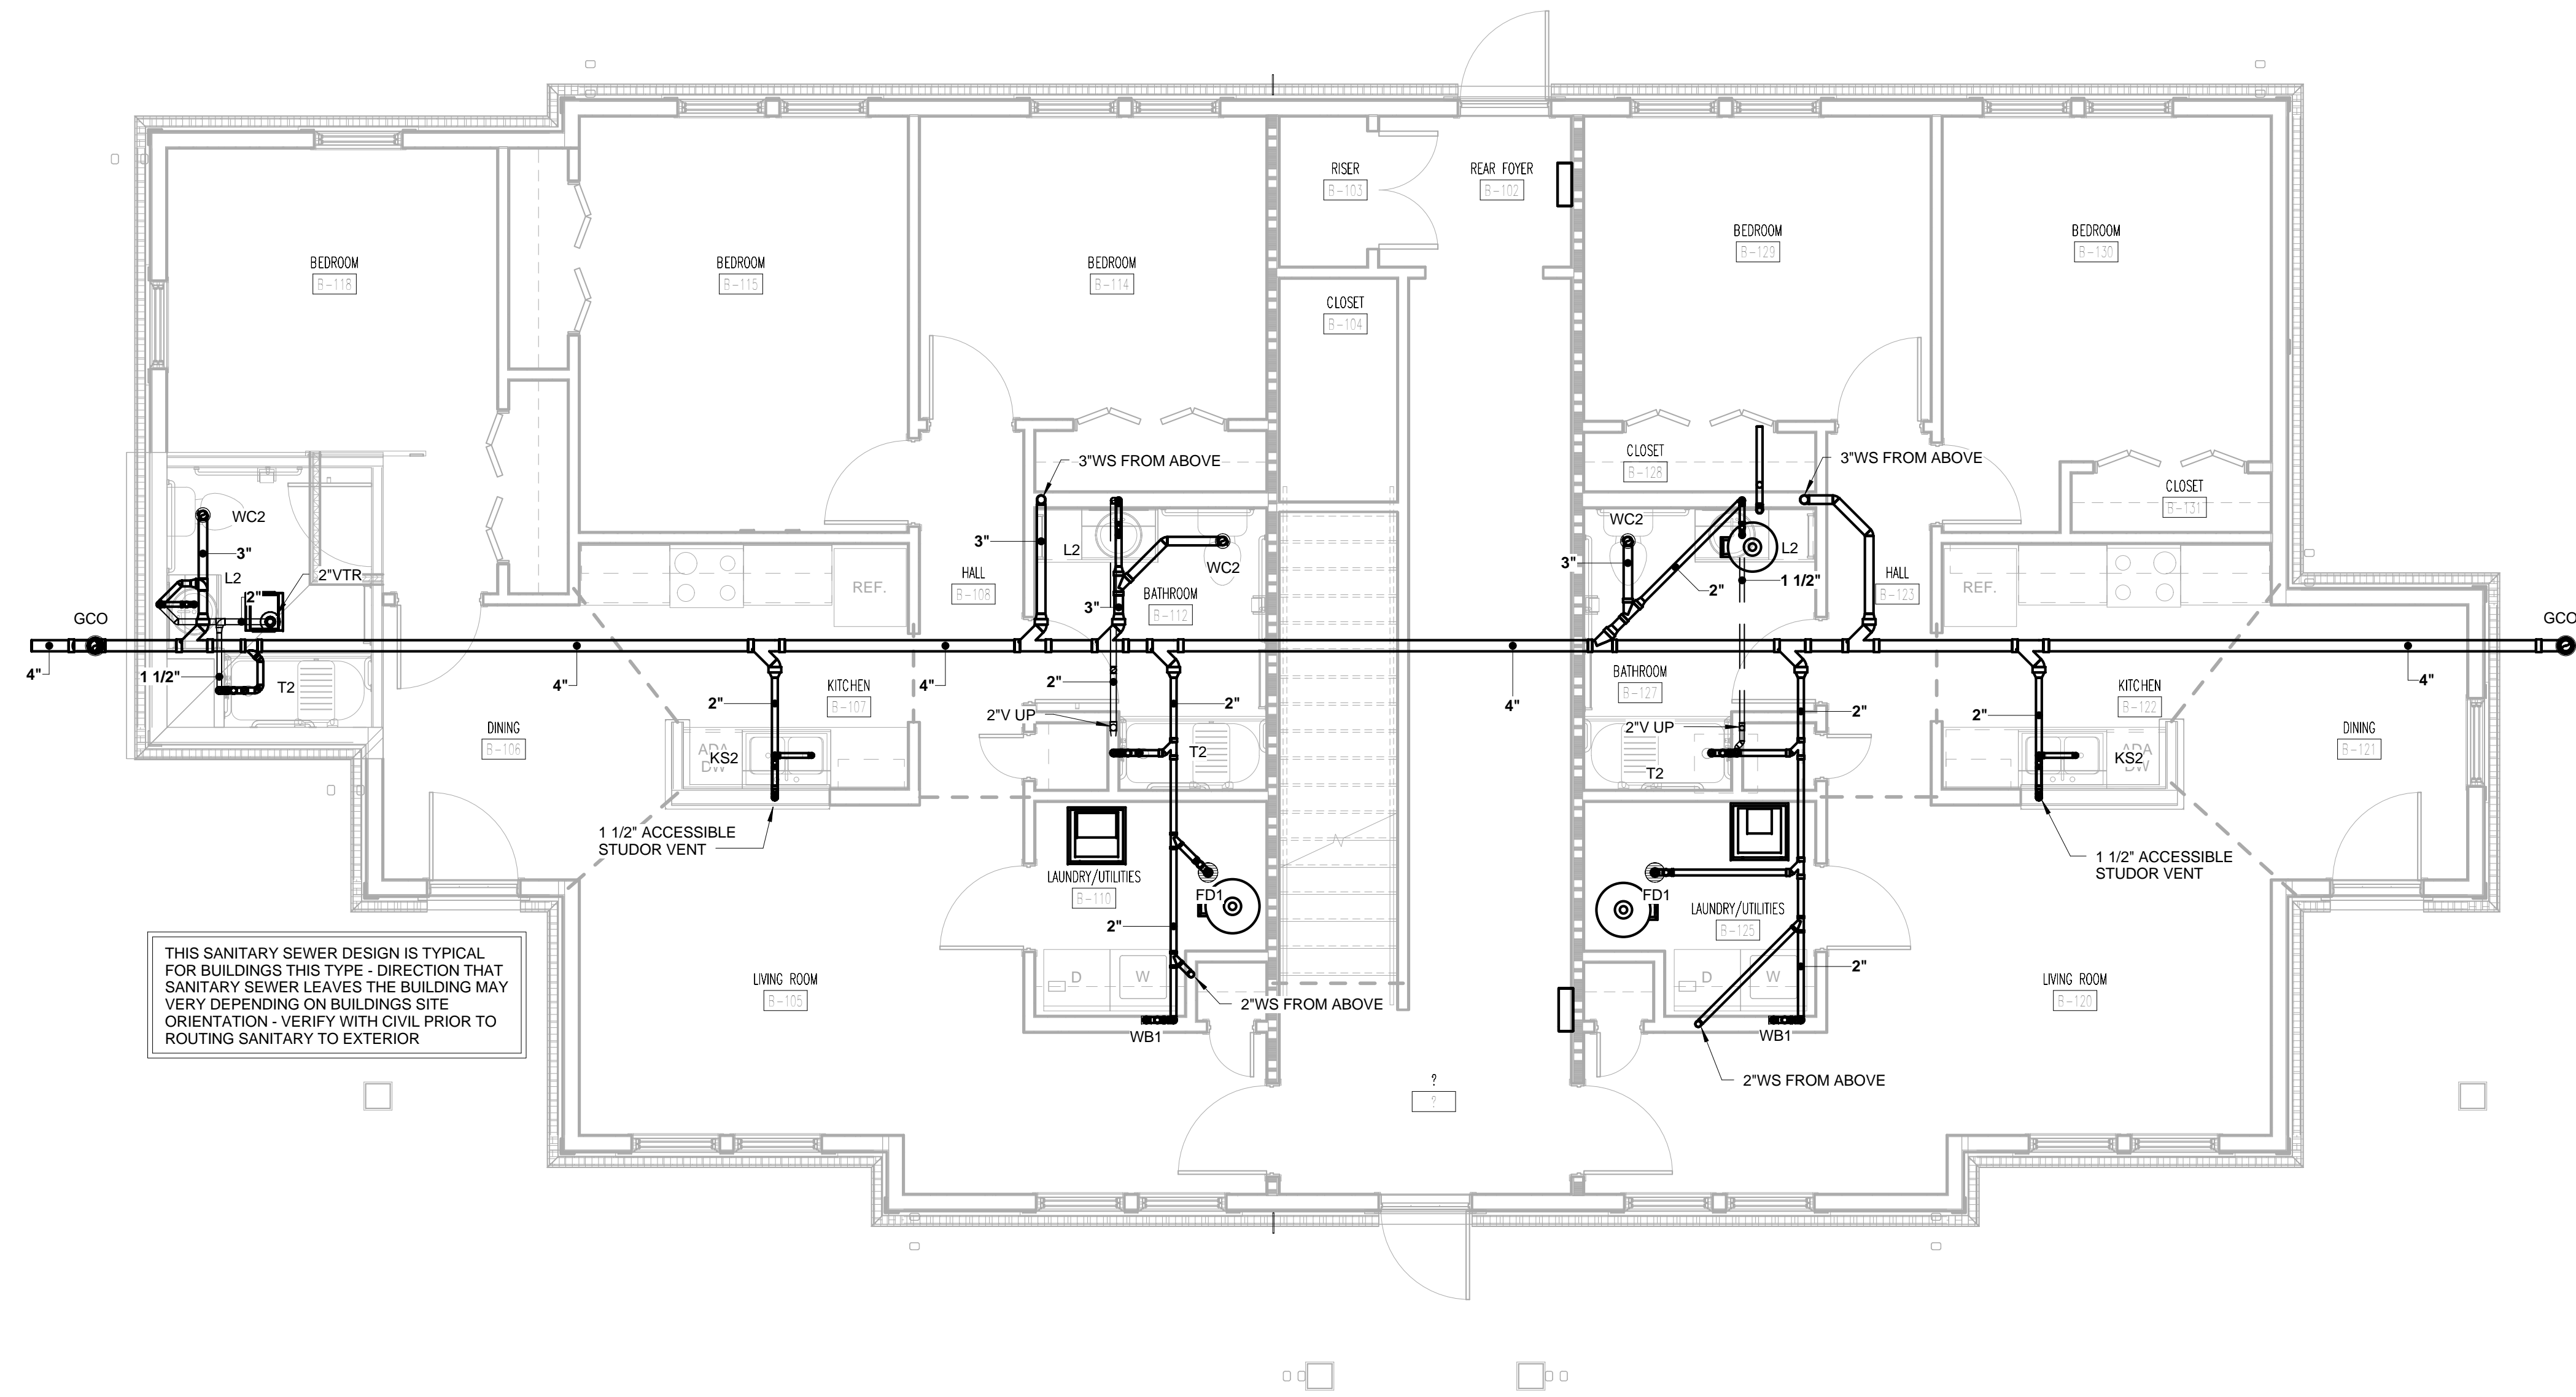 RISER
B-103
REAR FOYER
B-102
BEDROOM
B-118
BEDROOM
B-115
BEDROOM
B-114
BEDROOM
B-129
BEDROOM
B-130
CLOSET
B-104
3"WS FROM ABOVE
CLOSET
B-128
3"WS FROM ABOVE
CLOSET
B-131
WC2
3"
L2
2"VTR
2"
GCO
4"
1 1/2"
T2
4"
REF.
3"
HALL
B-108
L2
WC2
BATHROOM
B-112
3"
4"
2"
2"V UP
2"
T2
WC2
3"
L2
2"
1 1/2"
HALL
B-123
REF.
GCO
4"
BATHROOM
B-127
2"V UP
T2
2"
4"
KITCHEN
B-107
2"
DINING
B-106
ADA
DW
KS2
1 1/2" ACCESSIBLE
STUDOR VENT
KITCHEN
B-122
2"
ADA
DW
KS2
DINING
B-121
1 1/2" ACCESSIBLE
STUDOR VENT
LAUNDRY/UTILITIES
B-110
FD1
2"
D
W
2"WS FROM ABOVE
WB1
FD1
LAUNDRY/UTILITIES
B-125
D
W
2"
WB1
2"WS FROM ABOVE
LIVING ROOM
B-105
LIVING ROOM
B-120
?
?
THIS SANITARY SEWER DESIGN IS TYPICAL
FOR BUILDINGS THIS TYPE - DIRECTION THAT
SANITARY SEWER LEAVES THE BUILDING MAY
VERY DEPENDING ON BUILDINGS SITE
ORIENTATION - VERIFY WITH CIVIL PRIOR TO
ROUTING SANITARY TO EXTERIOR